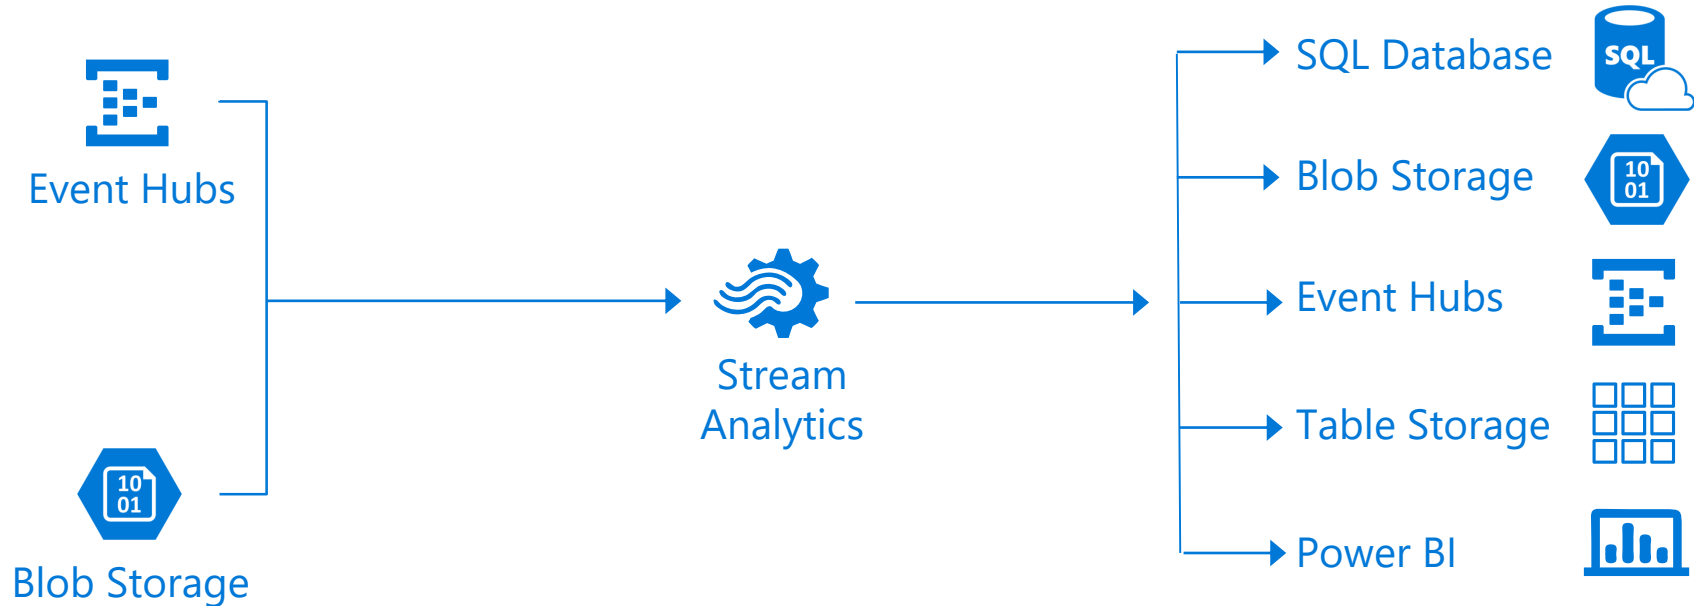 Event Hubs
10
01
Blob Storage
Stream
Analytics
SQL Database
SQL
Blob Storage
10
01
Event Hubs
Table Storage
Power BI